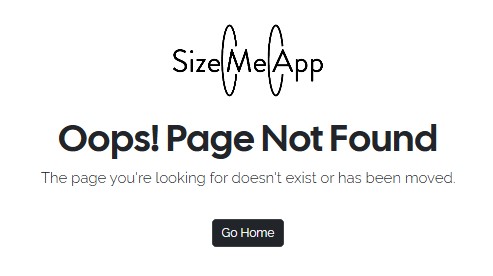 SizeMeApp
Oops! Page Not Found
The page you're looking for doesn't exist or has been moved.
Go Home